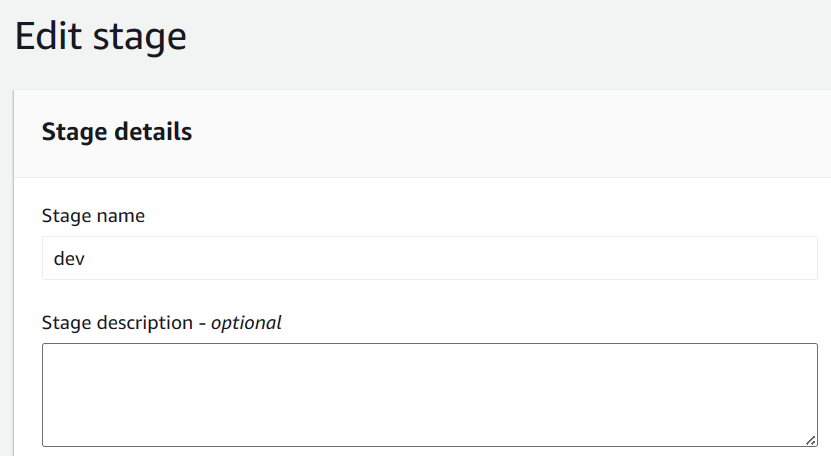 Edit stage
Stage details
Stage name
dev
Stage description - optional